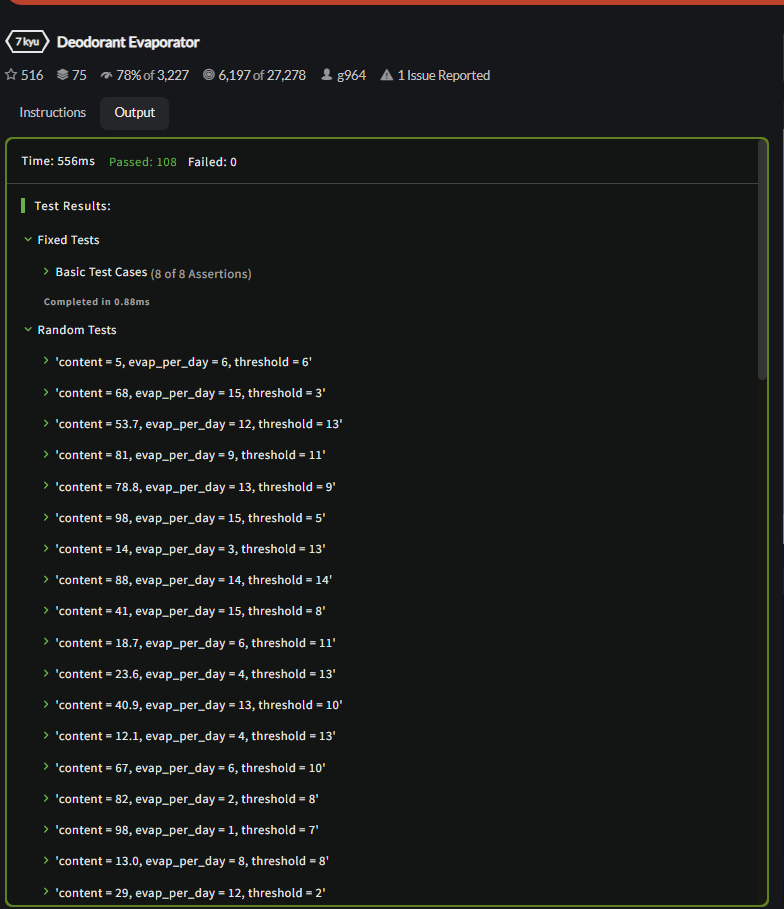 7 kyu Deodorant Evaporator
516 75 78% of 3,227 6,197 of 27,278 g964 1 Issue Reported
Instructions Output
Time: 556ms Passed: 108 Failed: 0
Test Results:
Fixed Tests
Basic Test Cases (8 of 8 Assertions)
Completed in 0.88ms
Random Tests
'content = 5, evap_per_day = 6, threshold = 6'
'content = 68, evap_per_day = 15, threshold = 3'
'content = 53.7, evap_per_day = 12, threshold = 13'
'content = 81, evap_per_day = 9, threshold = 11'
'content = 78.8, evap_per_day = 13, threshold = 9'
'content = 98, evap_per_day = 15, threshold = 5'
'content = 14, evap_per_day = 3, threshold = 13'
'content = 88, evap_per_day = 14, threshold = 14'
'content = 41, evap_per_day = 15, threshold = 8'
'content = 18.7, evap_per_day = 6, threshold = 11'
'content = 23.6, evap_per_day = 4, threshold = 13'
'content = 40.9, evap_per_day = 13, threshold = 10'
'content = 12.1, evap_per_day = 4, threshold = 13'
'content = 67, evap_per_day = 6, threshold = 10'
'content = 82, evap_per_day = 2, threshold = 8'
'content = 98, evap_per_day = 1, threshold = 7'
'content = 13.0, evap_per_day = 8, threshold = 8'
'content = 29, evap_per_day = 12, threshold = 2'